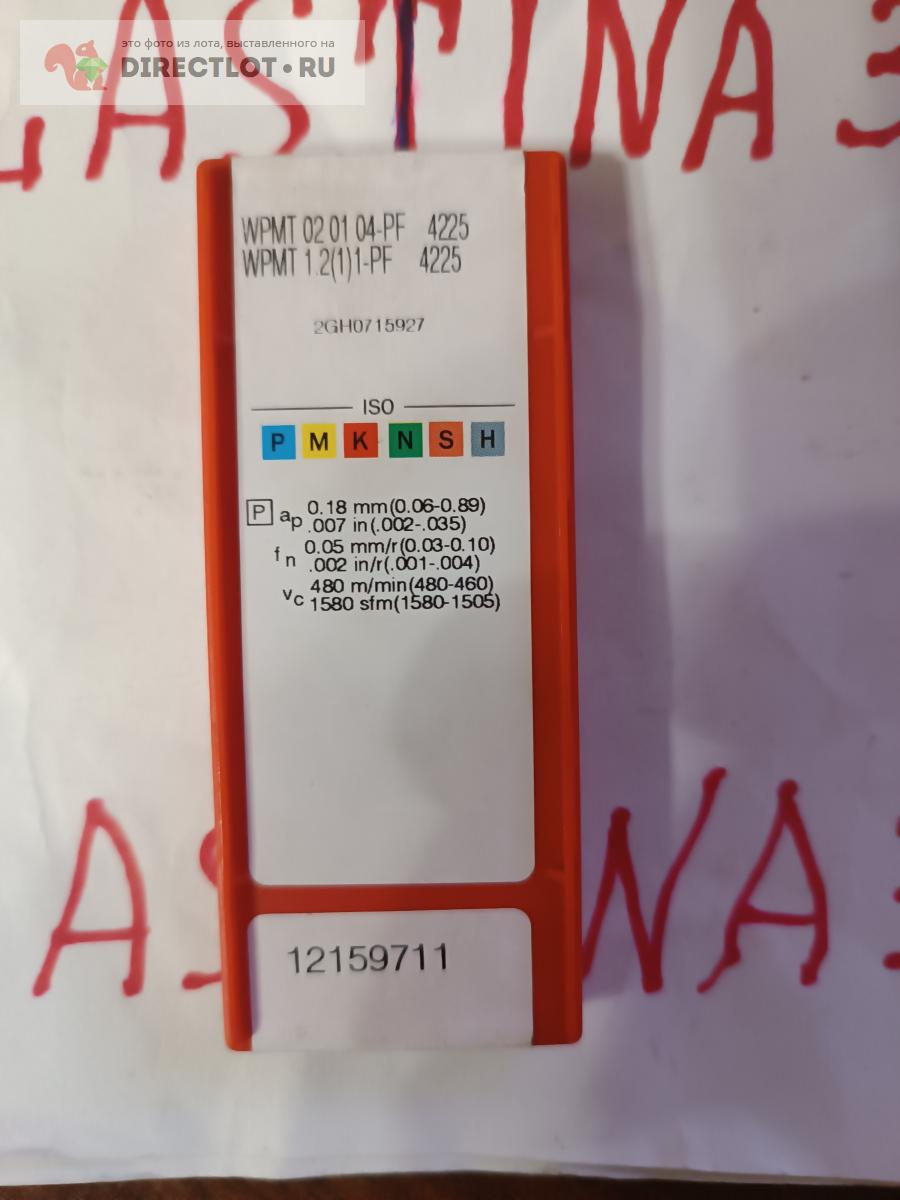 это фото из лота, выставленного на
DIRECTLOT.RU
LASTINA 3
WPMT 02 01 04-PF 4225
WPMT 1.2(1)1-PF 4225
2GH0715927
ISO
P M K N S H
P ap 0.18 mm(0.06-0.89)
.007 in(.002-.035)
fn 0.05 mm/r(0.03-0.10)
.002 in/r(.001-.004)
vc 480 m/min(480-460)
1580 sfm(1580-1505)
12159711